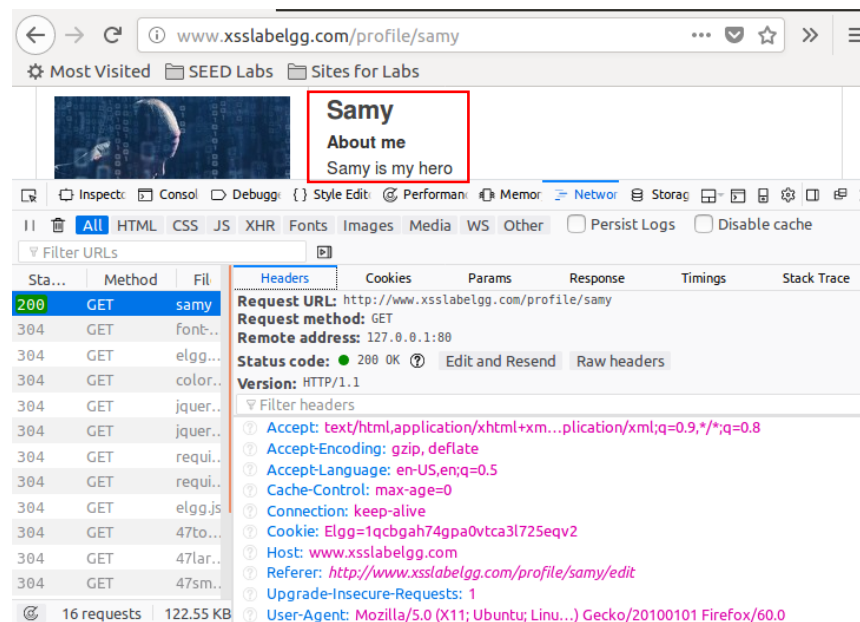 www.xsslabelgg.com/profile/samy
Most Visited SEED Labs Sites for Labs
Samy
About me
Samy is my hero
Inspecto Consol Debugge {} Style Edito Performanc Memor Networ Storag
All HTML CSS JS XHR Fonts Images Media WS Other Persist Logs Disable cache
Filter URLs
Sta... Method Fil Headers Cookies Params Response Timings Stack Trace
200 GET samy
304 GET font-..
304 GET elgg...
304 GET color..
304 GET jquer..
304 GET jquer..
304 GET requi..
304 GET requi..
304 GET elgg.js
304 GET 47to...
304 GET 47lar..
304 GET 47sm..
16 requests 122.55 KB
Request URL: http://www.xsslabelgg.com/profile/samy
Request method: GET
Remote address: 127.0.0.1:80
Status code: 200 OK Edit and Resend Raw headers
Version: HTTP/1.1
Filter headers
Accept: text/html,application/xhtml+xm…plication/xml;q=0.9,*/*;q=0.8
Accept-Encoding: gzip, deflate
Accept-Language: en-US,en;q=0.5
Cache-Control: max-age=0
Connection: keep-alive
Cookie: Elgg=1qcbgah74gpa0vtca3l725eqv2
Host: www.xsslabelgg.com
Referer: http://www.xsslabelgg.com/profile/samy/edit
Upgrade-Insecure-Requests: 1
User-Agent: Mozilla/5.0 (X11; Ubuntu; Linu…) Gecko/20100101 Firefox/60.0